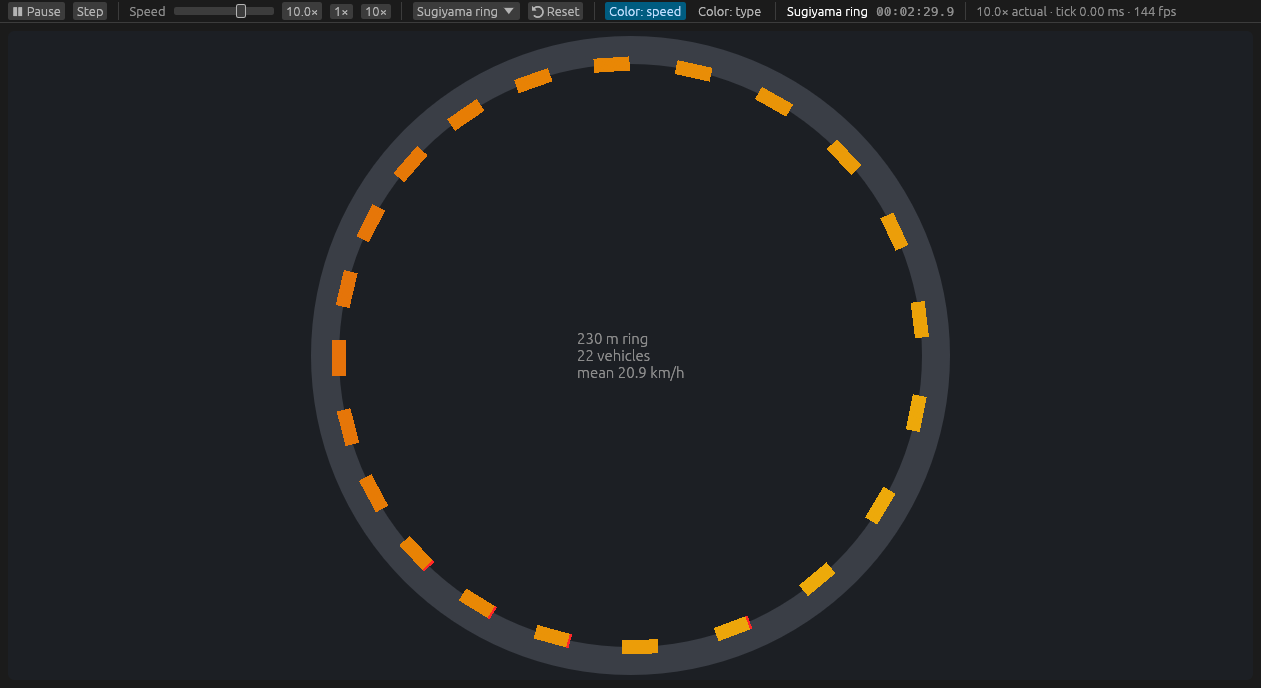 Pause Step Speed 10.0× 1× 10× Sugiyama ring Reset Color: speed Color: type Sugiyama ring 00:02:29.9 10.0× actual · tick 0.00 ms · 144 fps
230 m ring
22 vehicles
mean 20.9 km/h